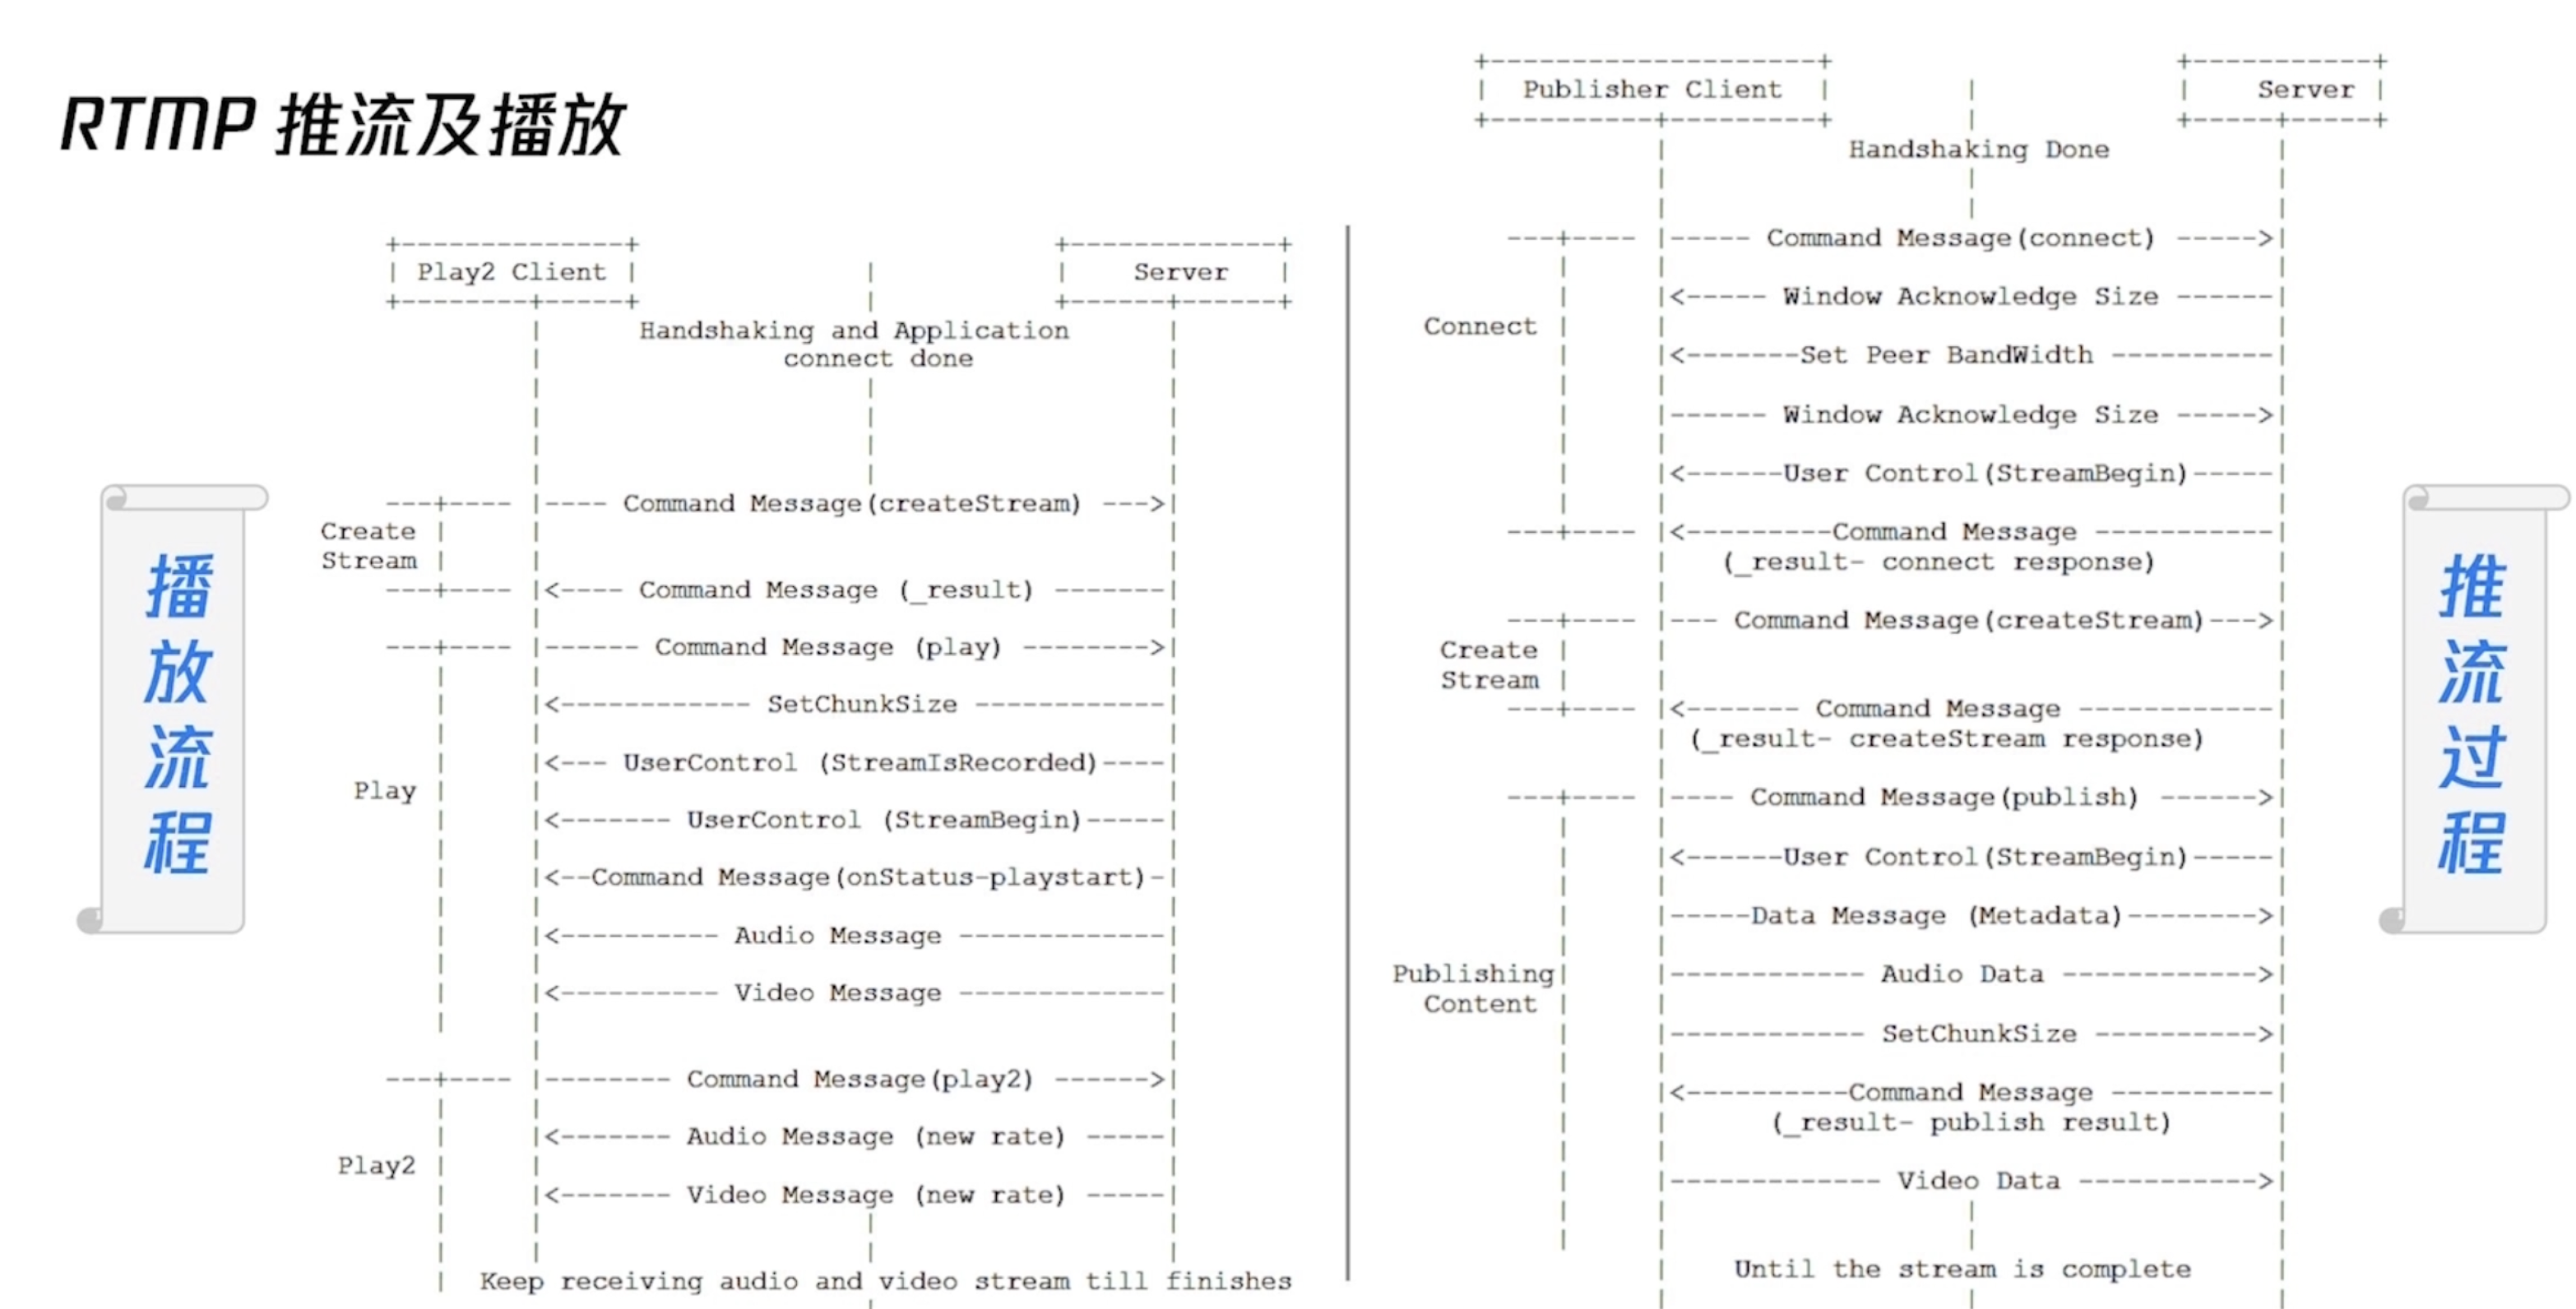 RTMP 推流及播放
播放流程
+--------------+                          +-------------+
| Play2 Client |              |           |    Server   |
+--------+-----+              |           +------+------+
Handshaking and Application
connect done
---+---- |---- Command Message(createStream) --->|
Create
Stream
---+---- |<---- Command Message (_result) -------|
---+---- |------ Command Message (play) -------->|
|<------------ SetChunkSize ------------|
|<--- UserControl (StreamIsRecorded)----|
Play
|<------- UserControl (StreamBegin)-----|
|<--Command Message(onStatus-playstart)-|
|<---------- Audio Message -------------|
|<---------- Video Message -------------|
---+---- |-------- Command Message(play2) ------>|
|<------- Audio Message (new rate) -----|
Play2
|<------- Video Message (new rate) -----|
Keep receiving audio and video stream till finishes
+--------------------+                     +-----------+
|  Publisher Client  |        |            |    Server |
+----------+---------+        |            +-----+-----+
Handshaking Done
---+---- |----- Command Message(connect) ----->|
|<----- Window Acknowledge Size ------|
Connect
|<-------Set Peer BandWidth ----------|
|------ Window Acknowledge Size ----->|
|<------User Control(StreamBegin)-----|
---+---- |<---------Command Message -----------|
(_result- connect response)
---+---- |--- Command Message(createStream)--->|
Create
Stream
---+---- |<------- Command Message ------------|
(_result- createStream response)
---+---- |---- Command Message(publish) ------>|
|<------User Control(StreamBegin)-----|
|-----Data Message (Metadata)-------->|
Publishing
Content
|------------ Audio Data ------------>|
|------------ SetChunkSize ---------->|
|<----------Command Message ----------|
(_result- publish result)
|------------- Video Data ----------->|
Until the stream is complete
推流过程